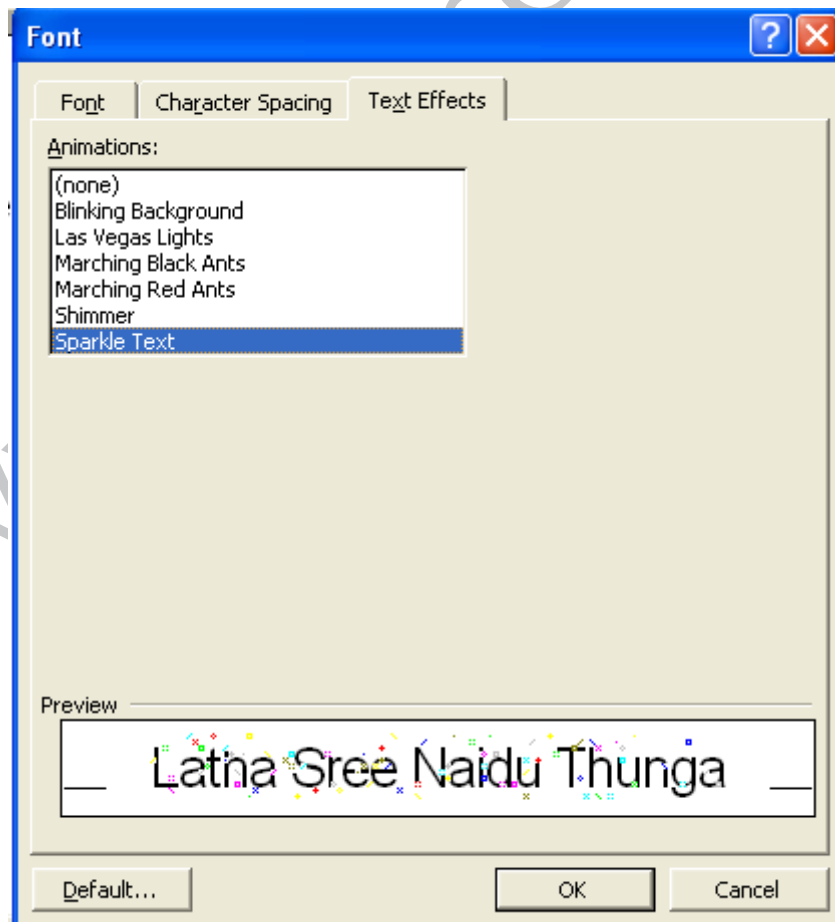 Font
Font Character Spacing Text Effects
Animations:
(none)
Blinking Background
Las Vegas Lights
Marching Black Ants
Marching Red Ants
Shimmer
Sparkle Text
Preview
Latha Sree Naidu Thunga
Default... OK Cancel